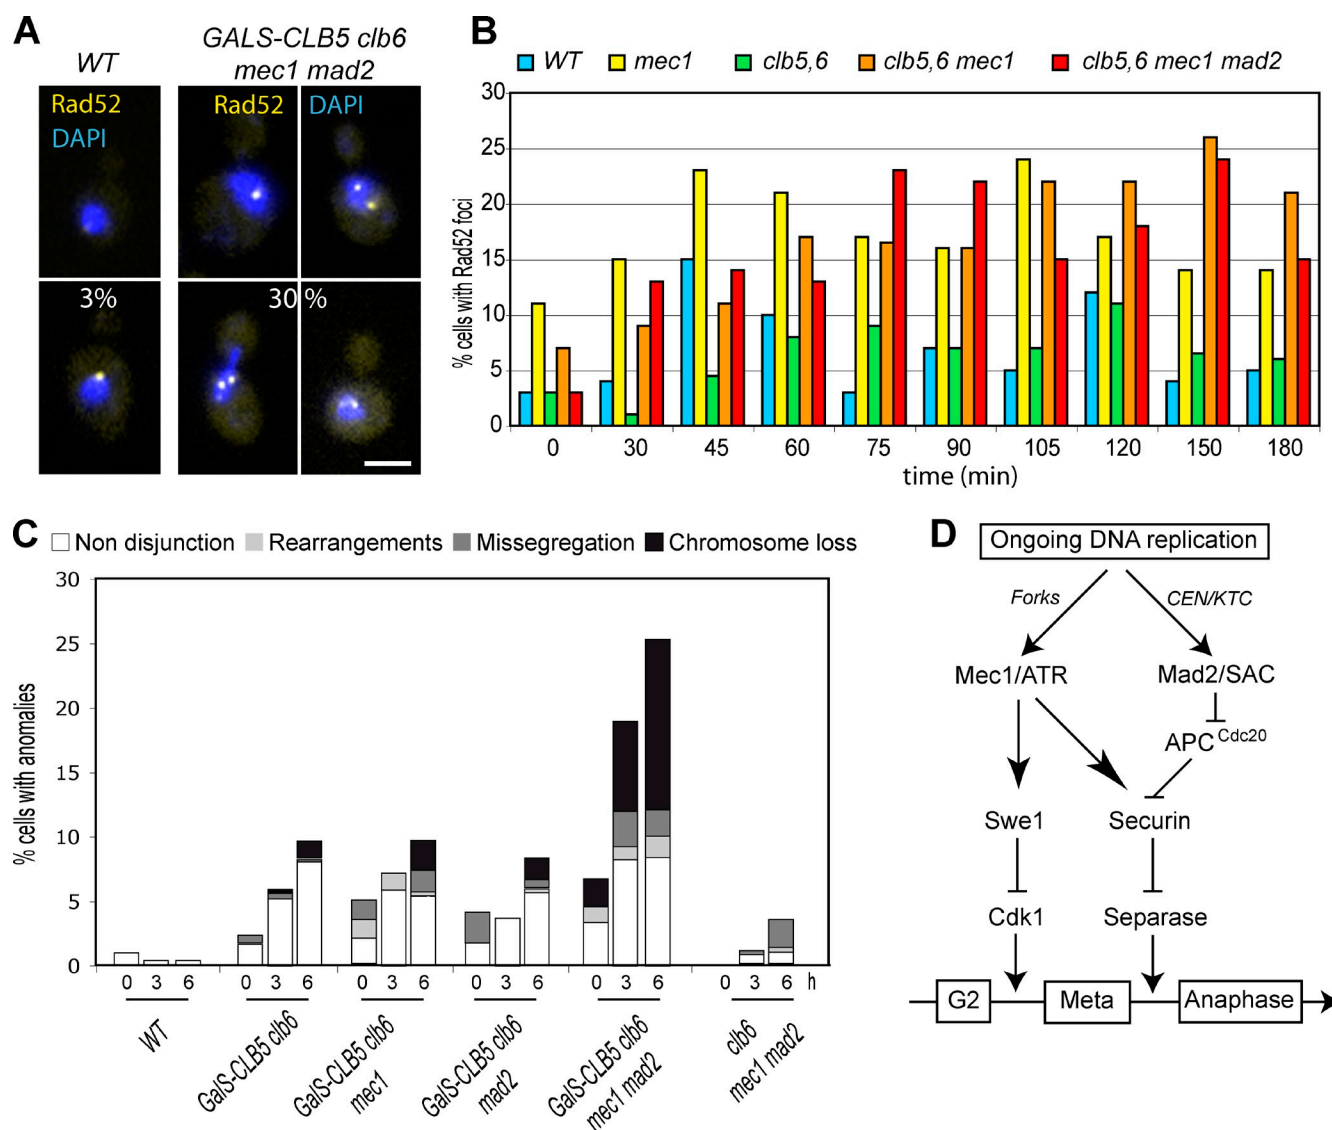 A
WT
GALS-CLB5 clb6
mec1 mad2
Rad52
DAPI
Rad52
DAPI
3%
30 %
B
WT
mec1
clb5,6
clb5,6 mec1
clb5,6 mec1 mad2
% cells with Rad52 foci
30
25
20
15
10
5
0
0 30 45 60 75 90 105 120 150 180
time (min)
C
Non disjunction
Rearrangements
Missegregation
Chromosome loss
% cells with anomalies
30
25
20
15
10
5
0
0 3 6 0 3 6 0 3 6 0 3 6 0 3 6 0 3 6 h
WT
GalS-CLB5 clb6
GalS-CLB5 clb6
mec1
GalS-CLB5 clb6
mad2
GalS-CLB5 clb6
mec1 mad2
clb6
mec1 mad2
D
Ongoing DNA replication
Forks
CEN/KTC
Mec1/ATR
Mad2/SAC
APC Cdc20
Swe1
Securin
Cdk1
Separase
G2
Meta
Anaphase